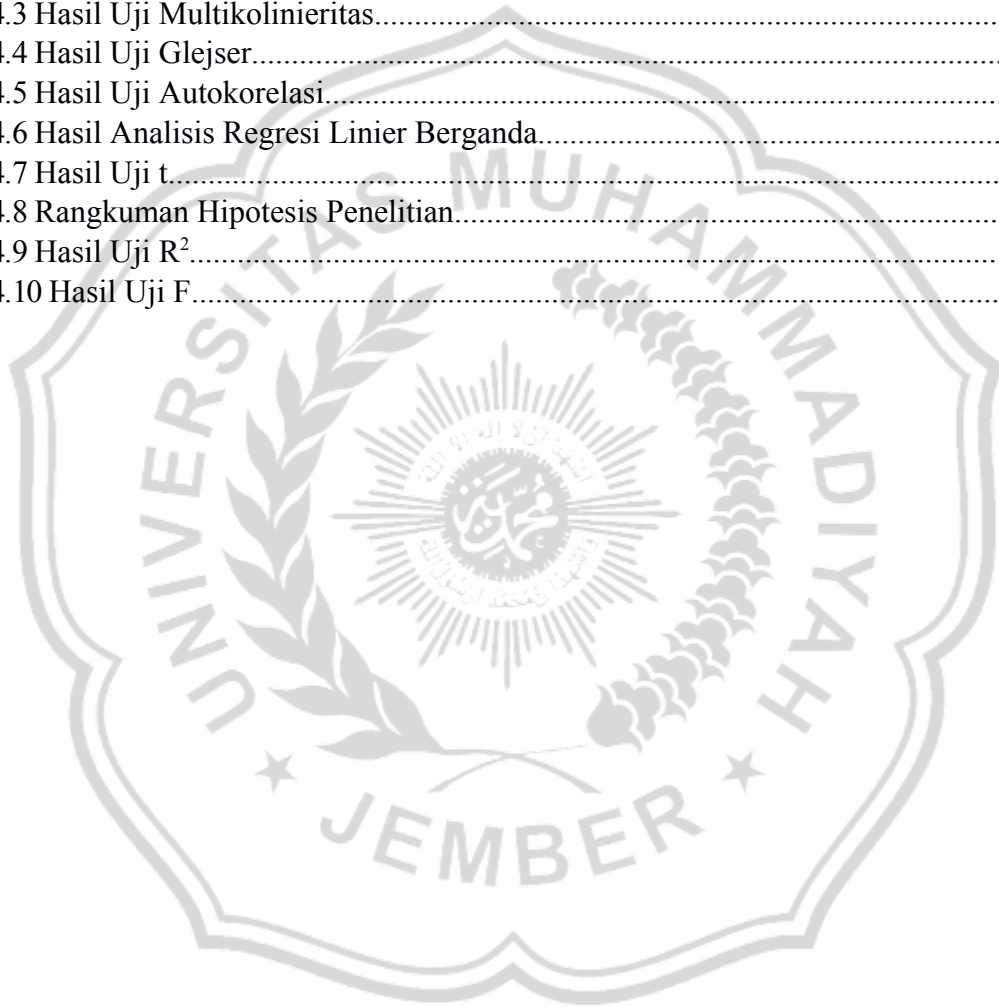 4.3 Hasil Uji Multikolinieritas
4.4 Hasil Uji Glejser
4.5 Hasil Uji Autokorelasi
4.6 Hasil Analisis Regresi Linier Berganda
4.7 Hasil Uji t
4.8 Rangkuman Hipotesis Penelitian
4.9 Hasil Uji R²
4.10 Hasil Uji F
UNIVERSITAS MUHAMMADIYAH
JEMBER